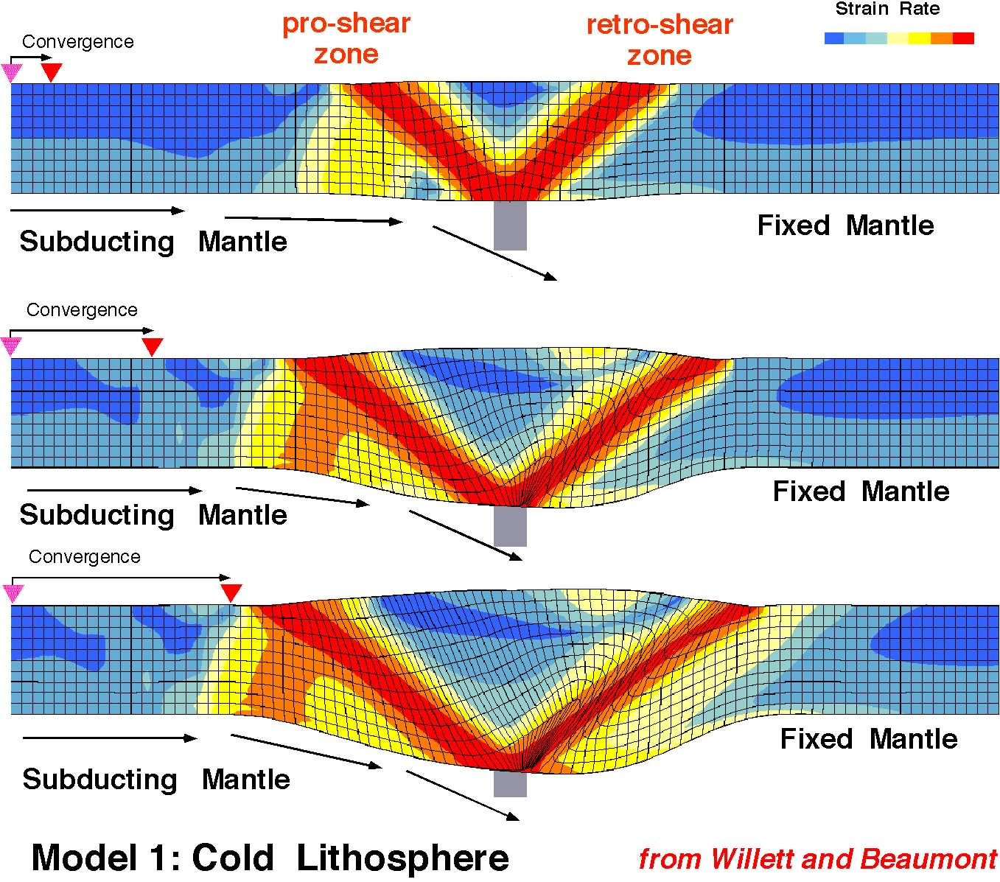 Strain Rate
pro-shear
zone
retro-shear
zone
Convergence
Subducting Mantle
Fixed Mantle
Convergence
Subducting Mantle
Fixed Mantle
Convergence
Subducting Mantle
Fixed Mantle
Model 1: Cold Lithosphere
from Willett and Beaumont